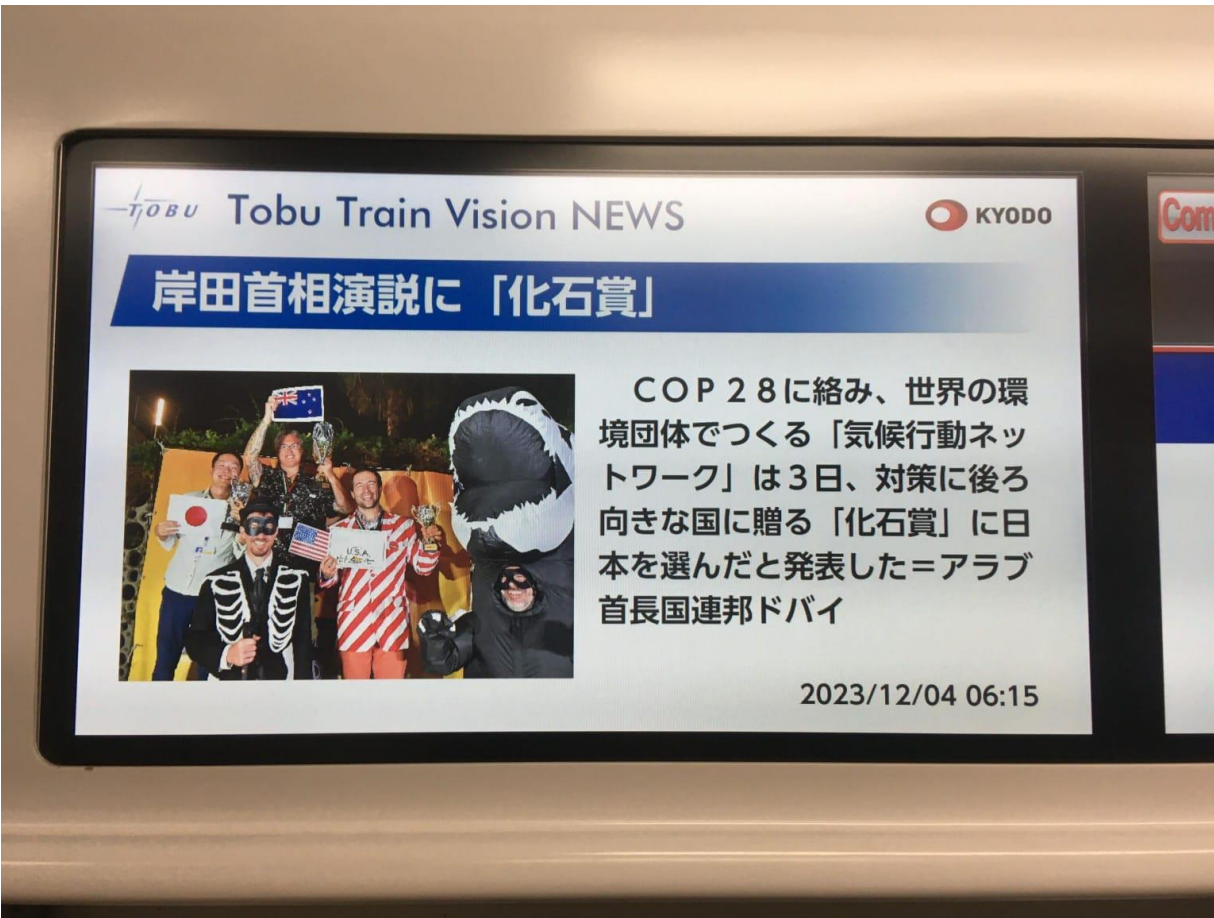 TOBU Tobu Train Vision NEWS
KYODO
岸田首相演説に「化石賞」
COP28に絡み、世界の環
境団体でつくる「気候行動ネッ
トワーク」は3日、対策に後ろ
向きな国に贈る「化石賞」に日
本を選んだと発表した=アラブ
首長国連邦ドバイ
2023/12/04 06:15
U.S.A.